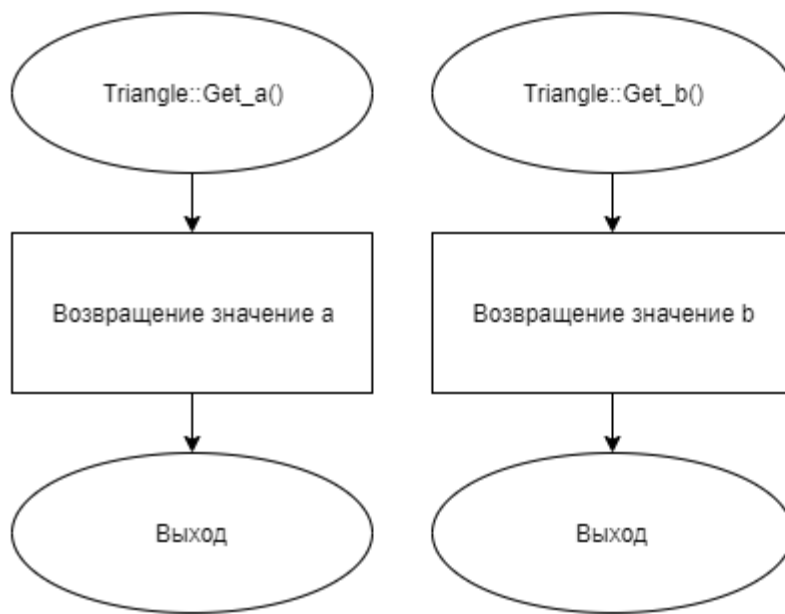 Triangle::Get_a()
Triangle::Get_b()
Возвращение значение a
Возвращение значение b
Выход
Выход